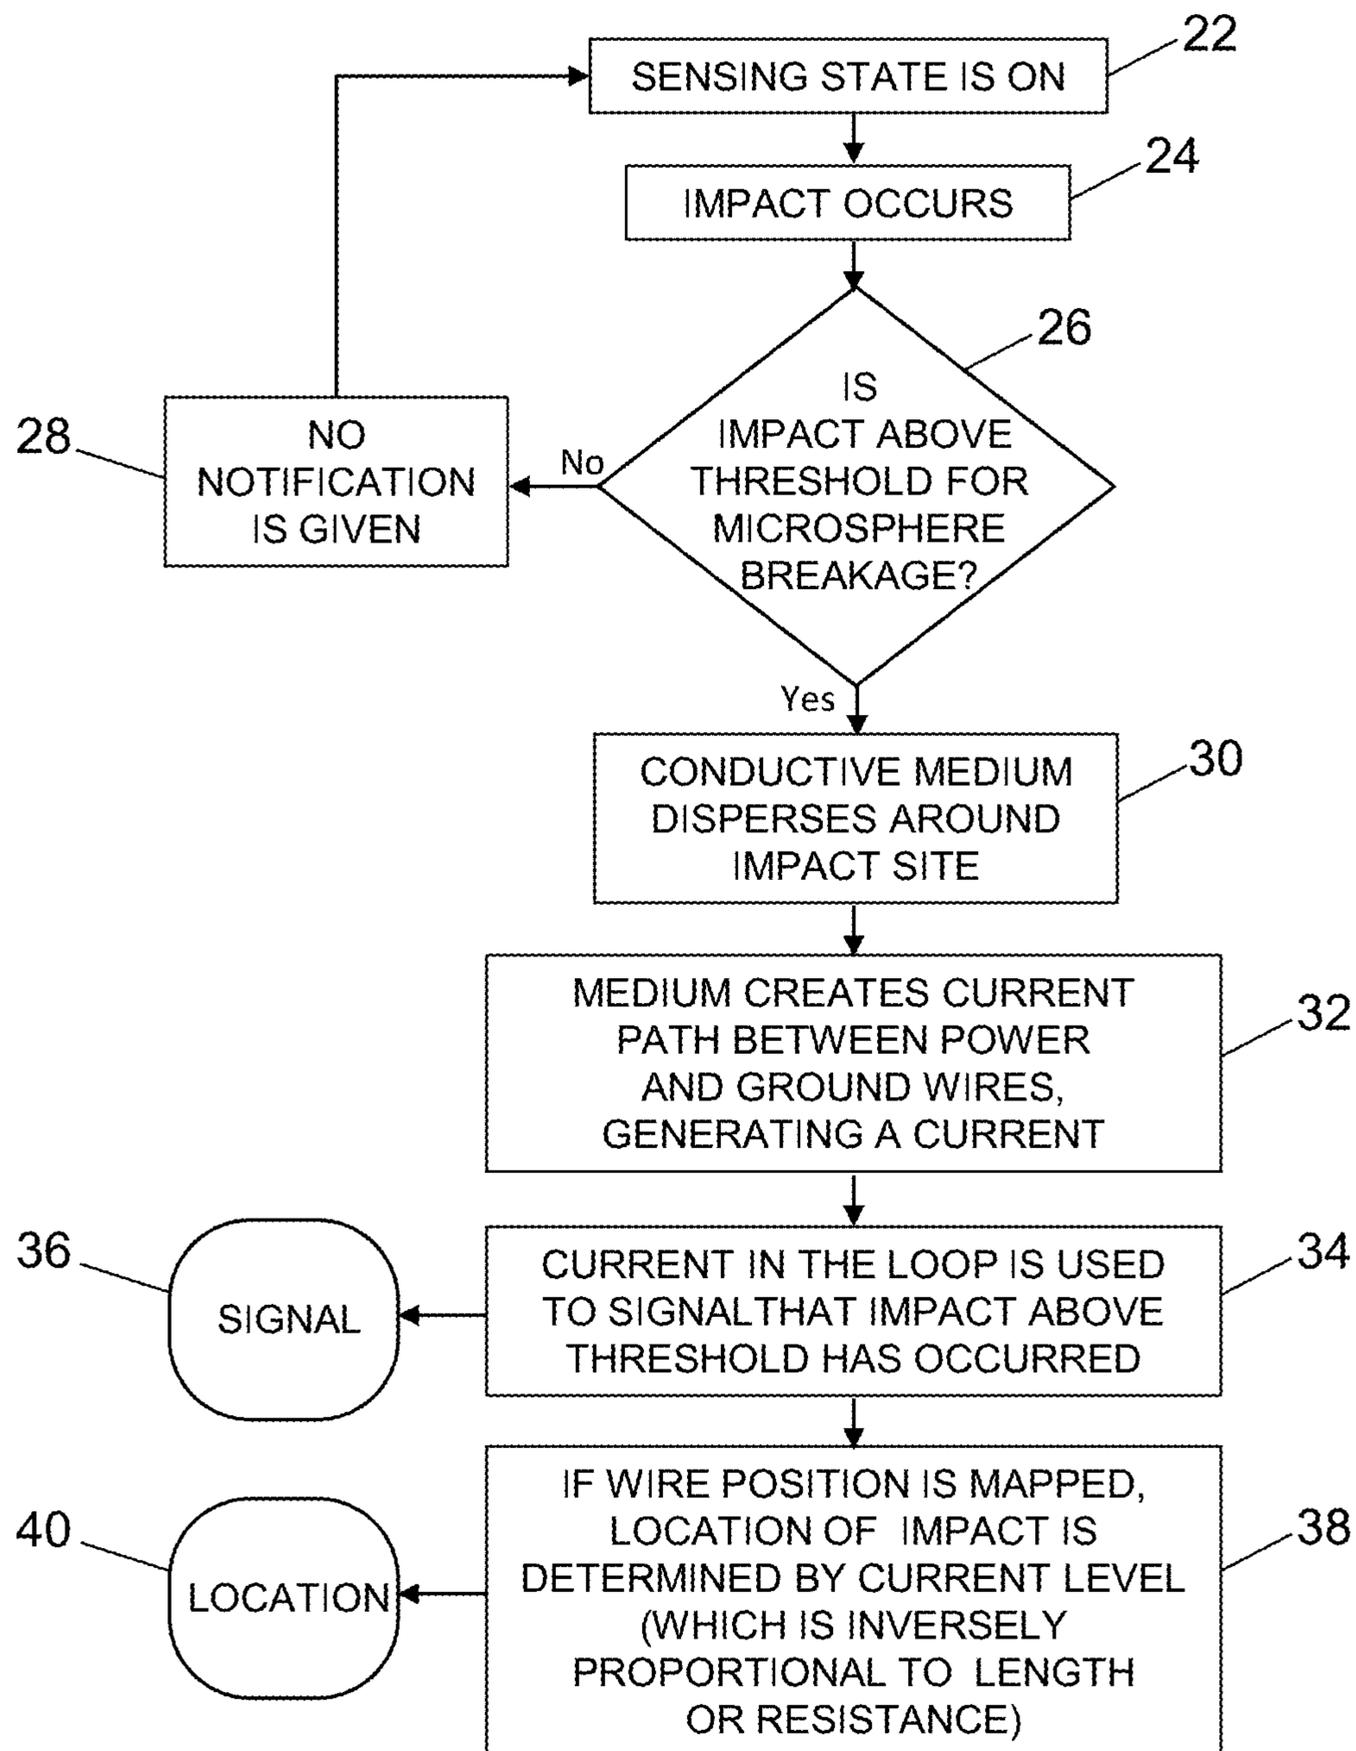 22
SENSING STATE IS ON
24
IMPACT OCCURS
26
IS
IMPACT ABOVE
THRESHOLD FOR
MICROSPHERE
BREAKAGE?
No
28
NO
NOTIFICATION
IS GIVEN
Yes
30
CONDUCTIVE MEDIUM
DISPERSES AROUND
IMPACT SITE
32
MEDIUM CREATES CURRENT
PATH BETWEEN POWER
AND GROUND WIRES,
GENERATING A CURRENT
34
CURRENT IN THE LOOP IS USED
TO SIGNALTHAT IMPACT ABOVE
THRESHOLD HAS OCCURRED
36
SIGNAL
38
IF WIRE POSITION IS MAPPED,
LOCATION OF IMPACT IS
DETERMINED BY CURRENT LEVEL
(WHICH IS INVERSELY
PROPORTIONAL TO LENGTH
OR RESISTANCE)
40
LOCATION